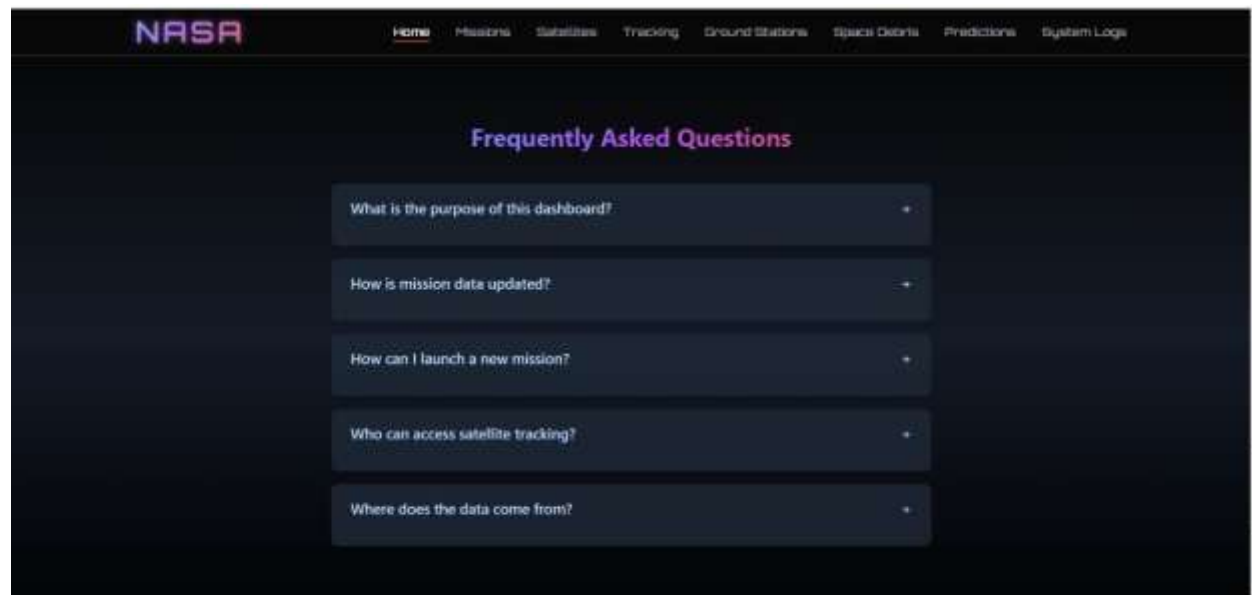 NASA
Home Missions Satellites Tracking Ground Stations Space Debris Predictions System Logs
Frequently Asked Questions
What is the purpose of this dashboard? +
How is mission data updated? +
How can I launch a new mission? +
Who can access satellite tracking? +
Where does the data come from? +